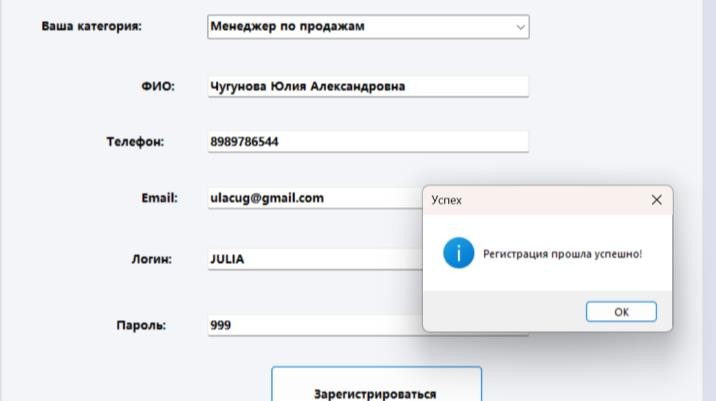 Ваша категория: Менеджер по продажам
ФИО: Чугунова Юлия Александровна
Телефон: 8989786544
Email: ulacug@gmail.com
Успех
Регистрация прошла успешно!
Логин: JULIA
OK
Пароль: 999
Зарегистрироваться